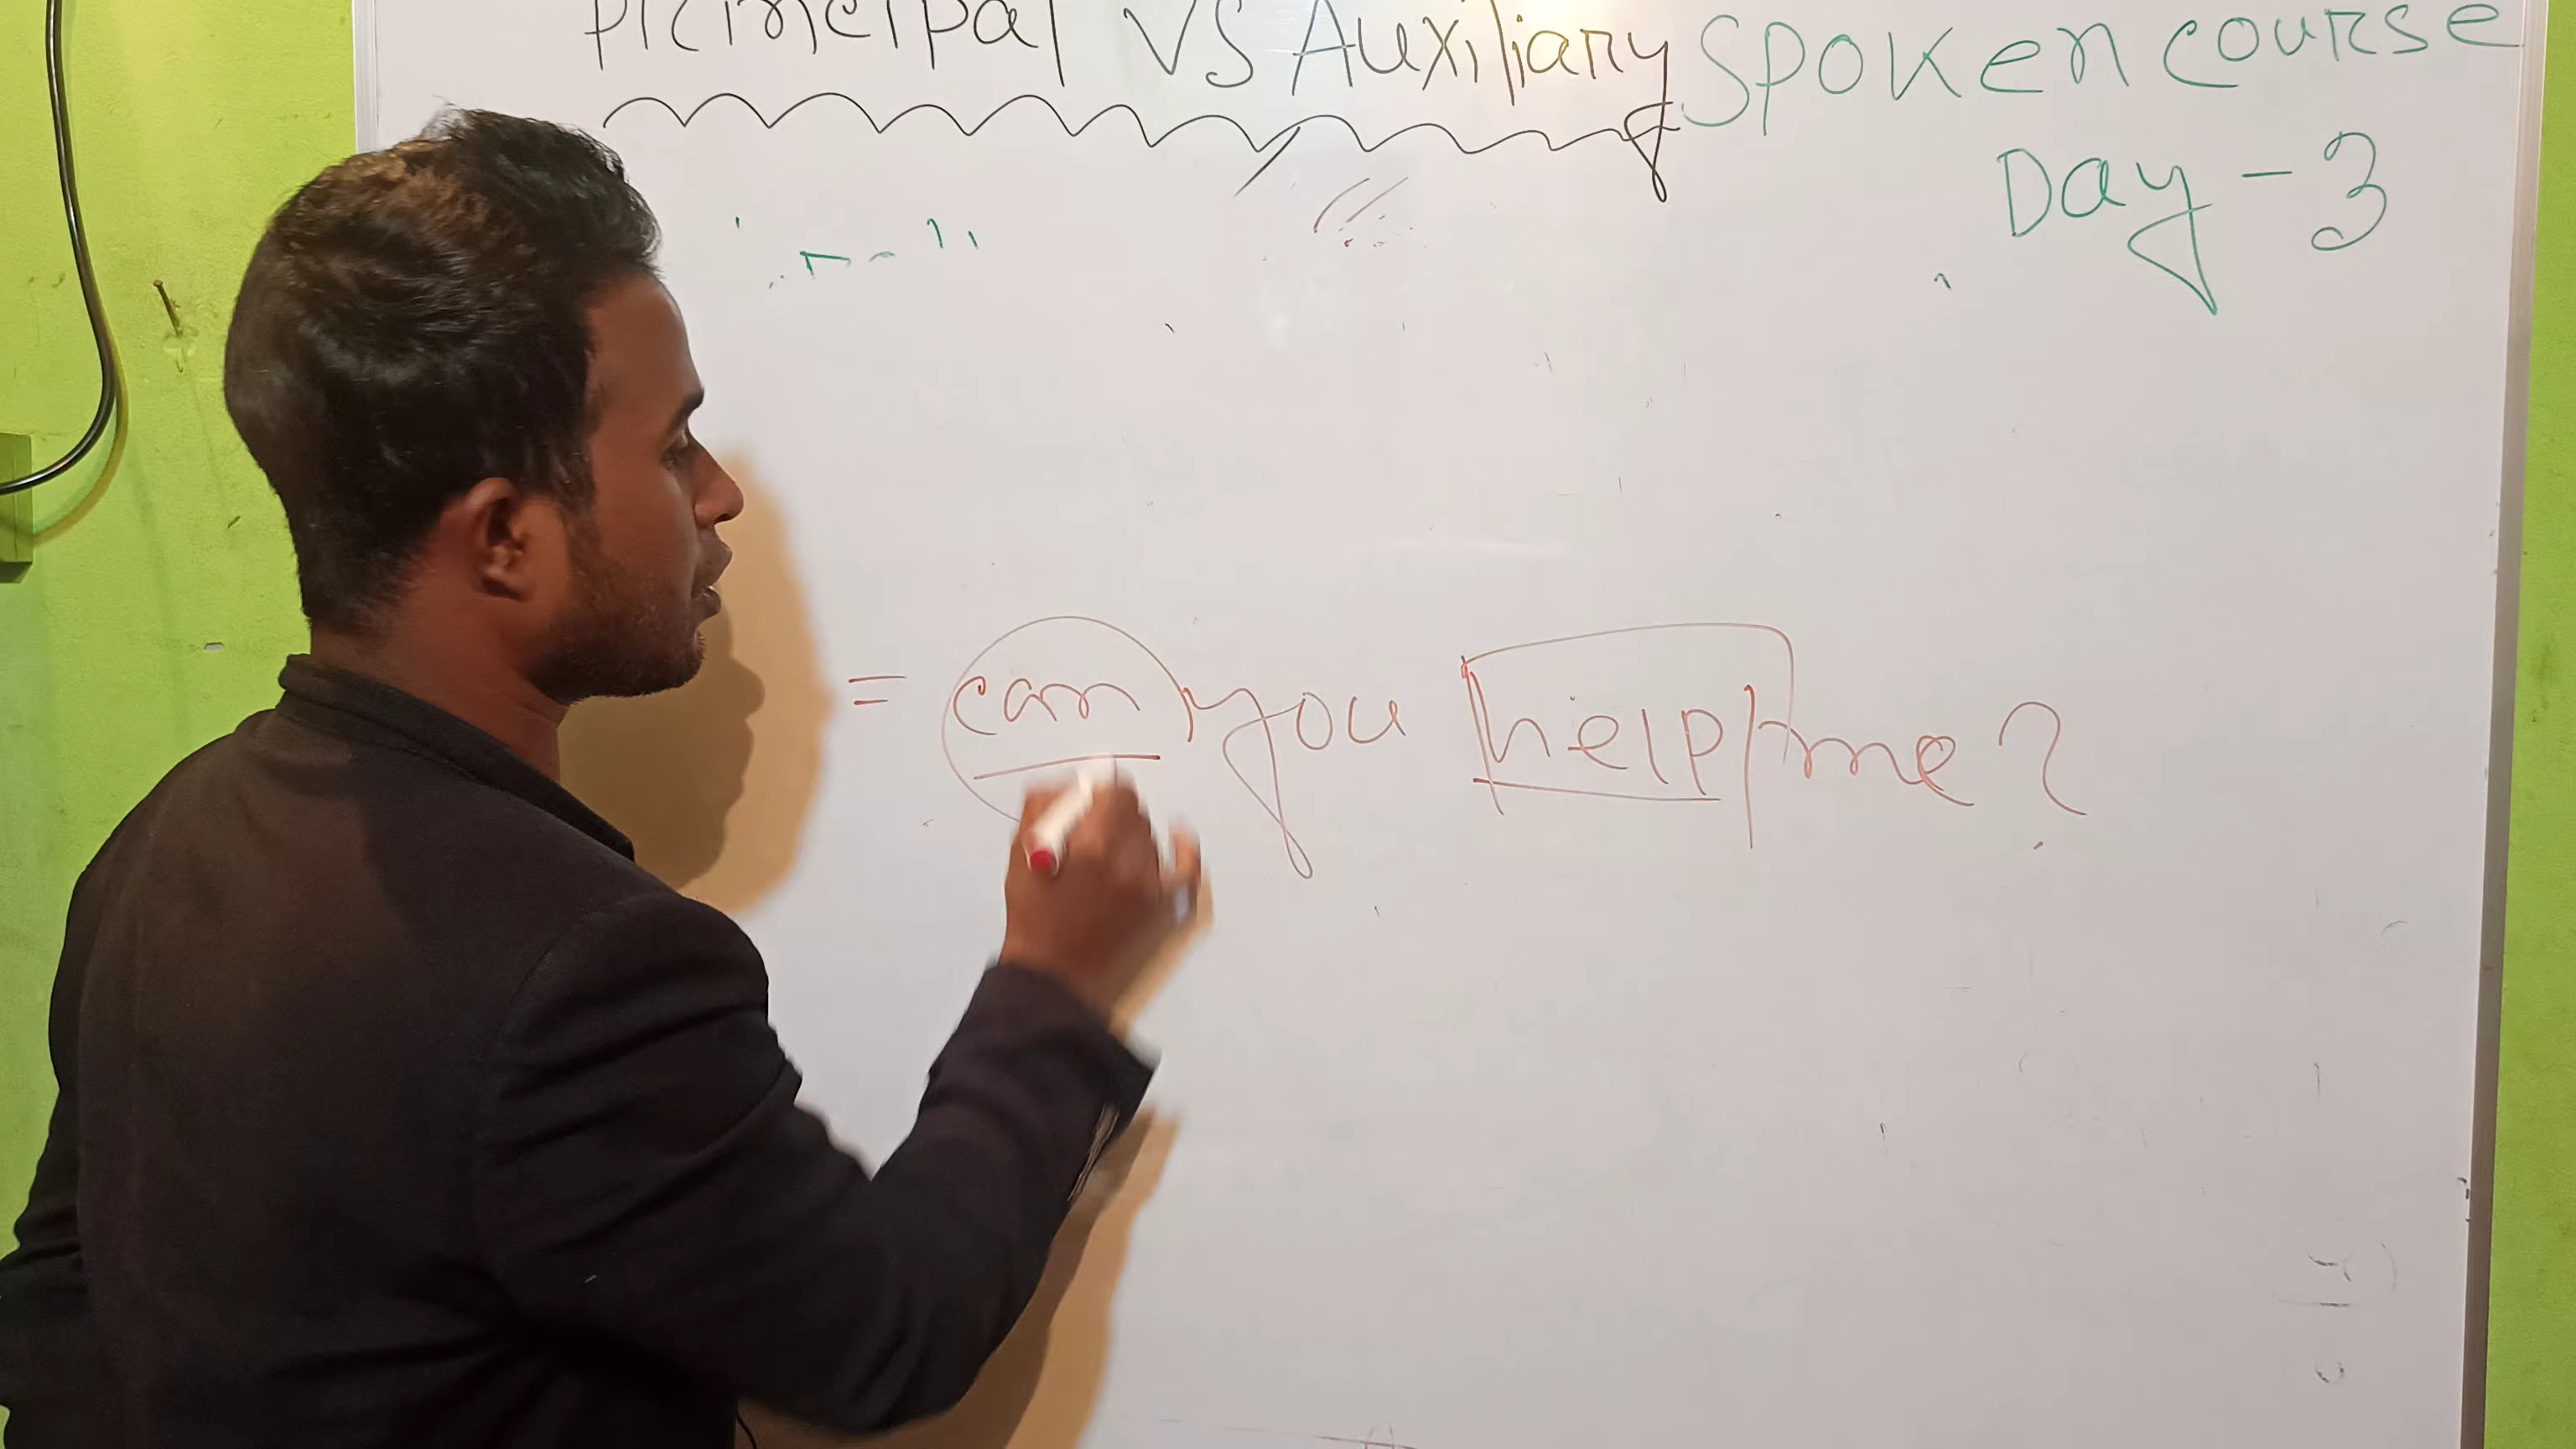 Principal VS Auxiliary
Spoken course
Day - 3
= can you help me?